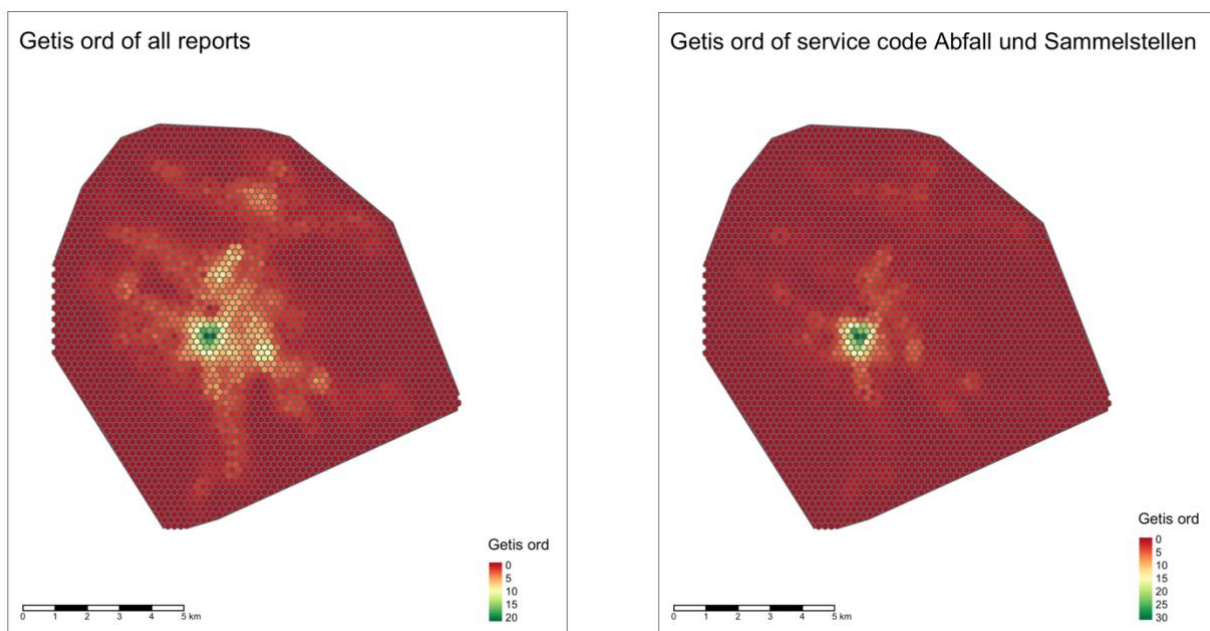 Getis ord of all reports
Getis ord
0
5
10
15
20
0 1 2 3 4 5 km
Getis ord of service code Abfall und Sammelstellen
Getis ord
0
5
10
15
20
25
30
0 1 2 3 4 5 km